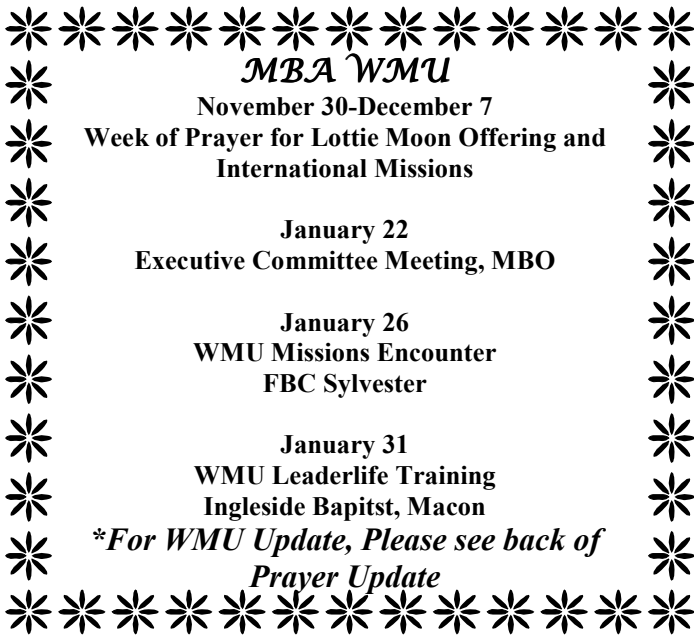 MBA WMU
November 30-December 7
Week of Prayer for Lottie Moon Offering and
International Missions
January 22
Executive Committee Meeting, MBO
January 26
WMU Missions Encounter
FBC Sylvester
January 31
WMU Leaderlife Training
Ingleside Bapitst, Macon
*For WMU Update, Please see back of
Prayer Update